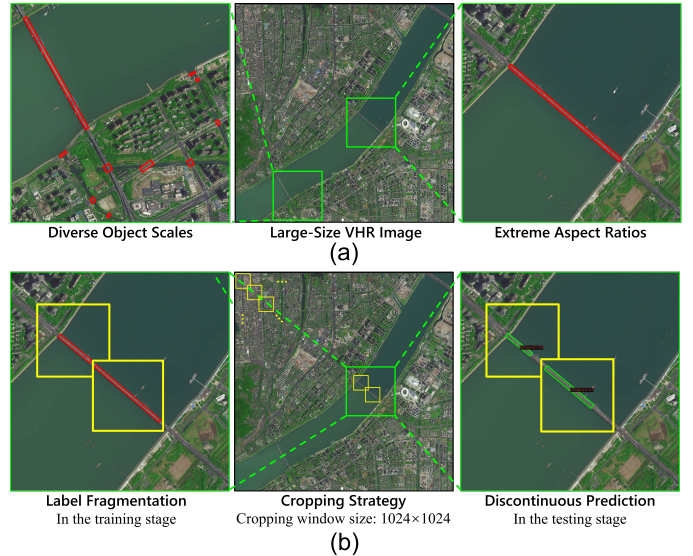 Diverse Object Scales
Large-Size VHR Image
Extreme Aspect Ratios
(a)
Label Fragmentation
In the training stage
Cropping Strategy
Cropping window size: 1024×1024
Discontinuous Prediction
In the testing stage
(b)